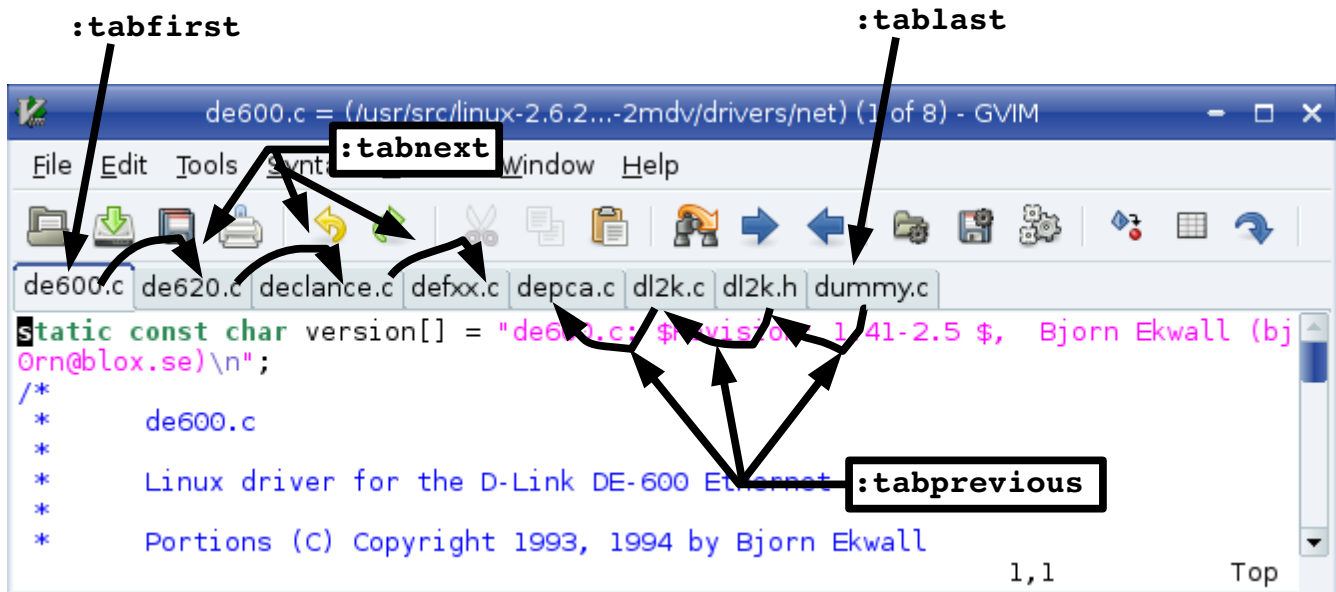 :tabfirst
:tablast
de600.c = (/usr/src/linux-2.6.2...-2mdv/drivers/net) (1 of 8) - GVIM
:tabnext
File Edit Tools Window Help
de600.c de620.c declance.c defxx.c depca.c dl2k.c dl2k.h dummy.c
static const char version[] = "de600.c: $Revision: 1.41-2.5 $, Bjorn Ekwall (bj
0rn@blox.se)\n";
/*
* de600.c
*
* Linux driver for the D-Link DE-600 Ethernet
*
:tabprevious
* Portions (C) Copyright 1993, 1994 by Bjorn Ekwall
1,1 Top